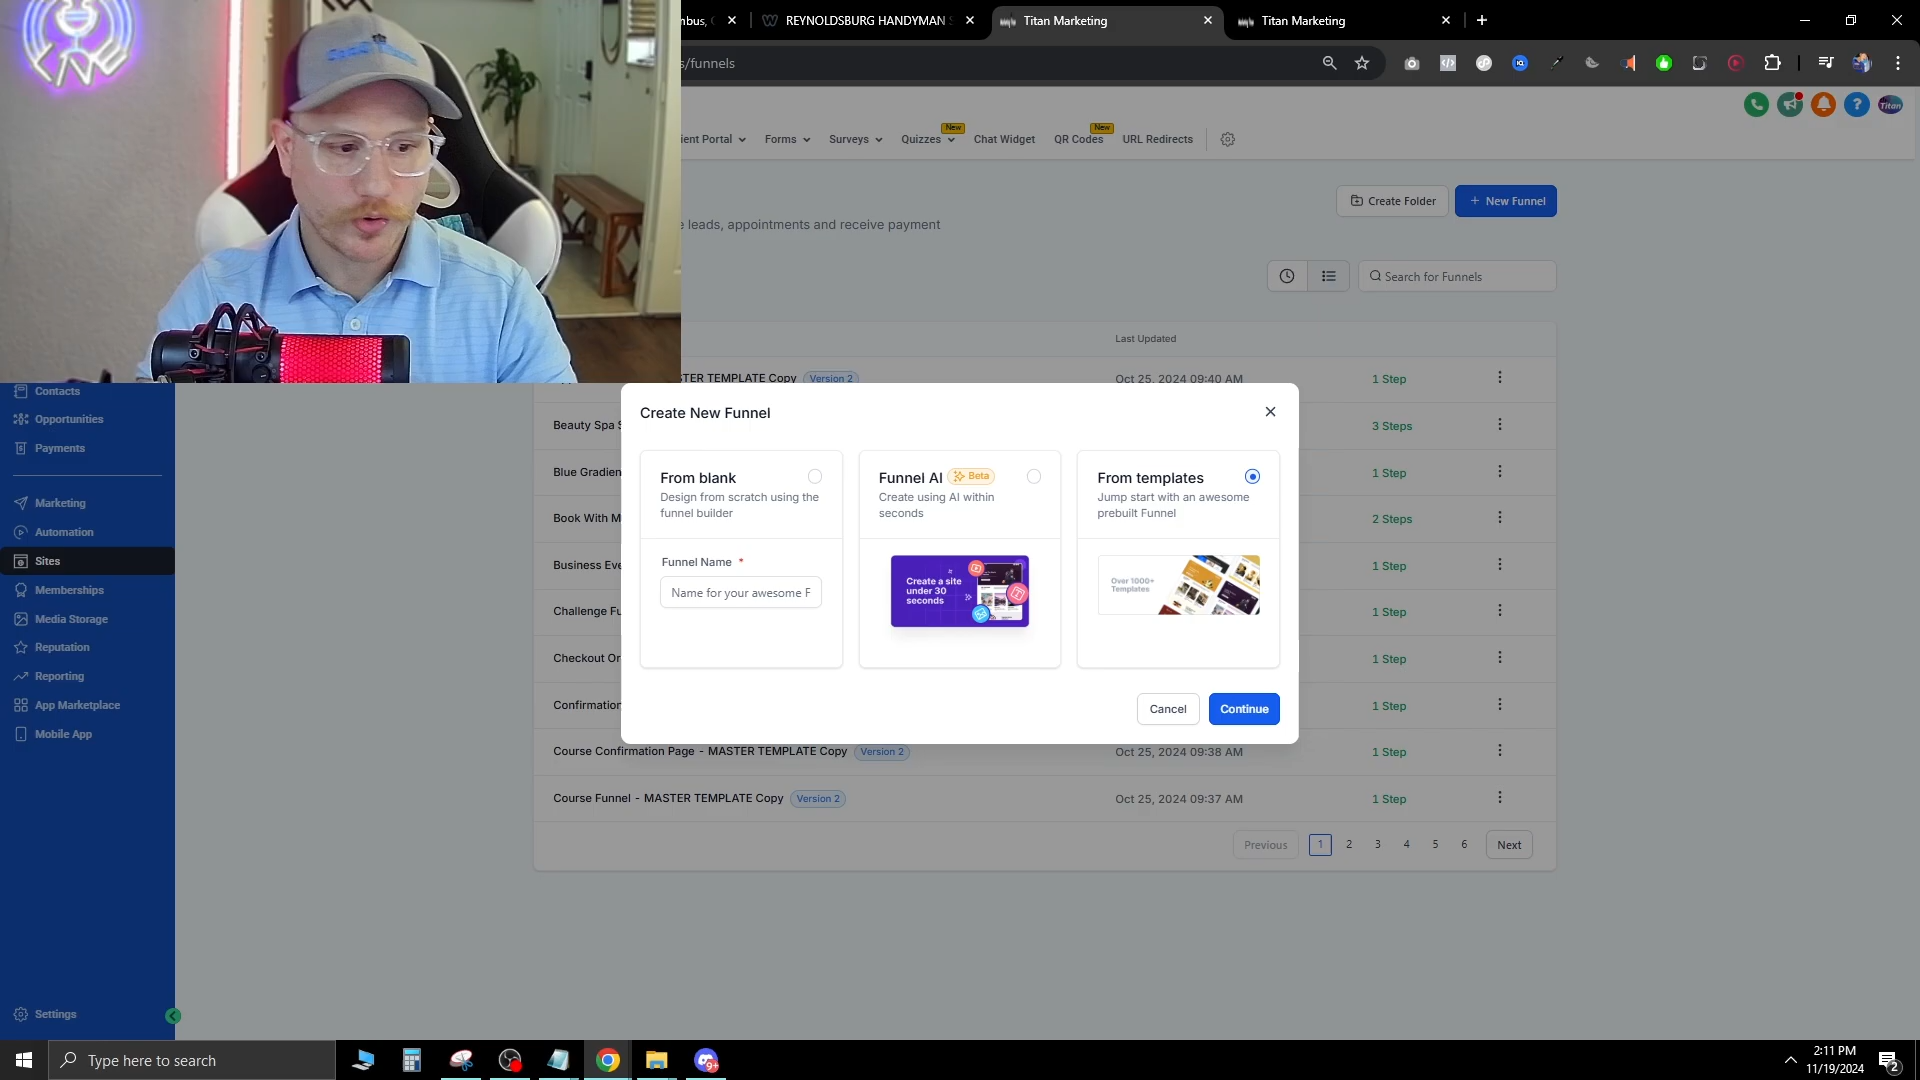 nbus,
REYNOLDSBURG HANDYMAN
Titan Marketing
Titan Marketing
s/funnels
ient Portal
Forms
Surveys
Quizzes
New
Chat Widget
QR Codes
New
URL Redirects
Titan
e leads, appointments and receive payment
Create Folder
+ New Funnel
Search for Funnels
Last Updated
STER TEMPLATE Copy Version 2 Oct 25, 2024 09:40 AM 1 Step
Beauty Spa S 3 Steps
Blue Gradien 1 Step
Book With M 2 Steps
Business Eve 1 Step
Challenge Fu 1 Step
Checkout Or 1 Step
Confirmation 1 Step
Course Confirmation Page - MASTER TEMPLATE Copy Version 2 Oct 25, 2024 09:38 AM 1 Step
Course Funnel - MASTER TEMPLATE Copy Version 2 Oct 25, 2024 09:37 AM 1 Step
Previous 1 2 3 4 5 6 Next
Create New Funnel
From blank
Design from scratch using the
funnel builder
Funnel Name *
Name for your awesome F
Funnel AI Beta
Create using AI within
seconds
Create a site
under 30
seconds
From templates
Jump start with an awesome
prebuilt Funnel
Over 1000+
Templates
Cancel
Continue
Contacts
Opportunities
Payments
Marketing
Automation
Sites
Memberships
Media Storage
Reputation
Reporting
App Marketplace
Mobile App
Settings
Type here to search
9+
2:11 PM
11/19/2024
2